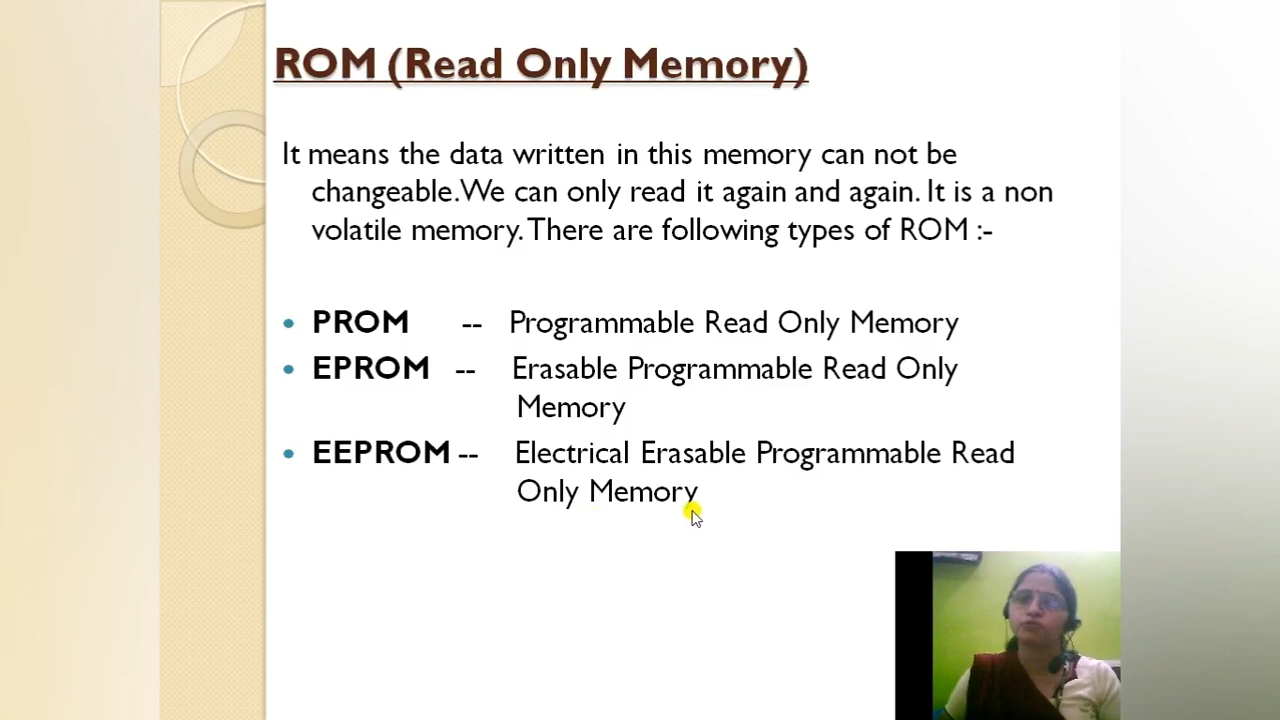 ROM (Read Only Memory)
It means the data written in this memory can not be
changeable. We can only read it again and again. It is a non
volatile memory. There are following types of ROM :-
• PROM -- Programmable Read Only Memory
• EPROM -- Erasable Programmable Read Only
Memory
• EEPROM -- Electrical Erasable Programmable Read
Only Memory